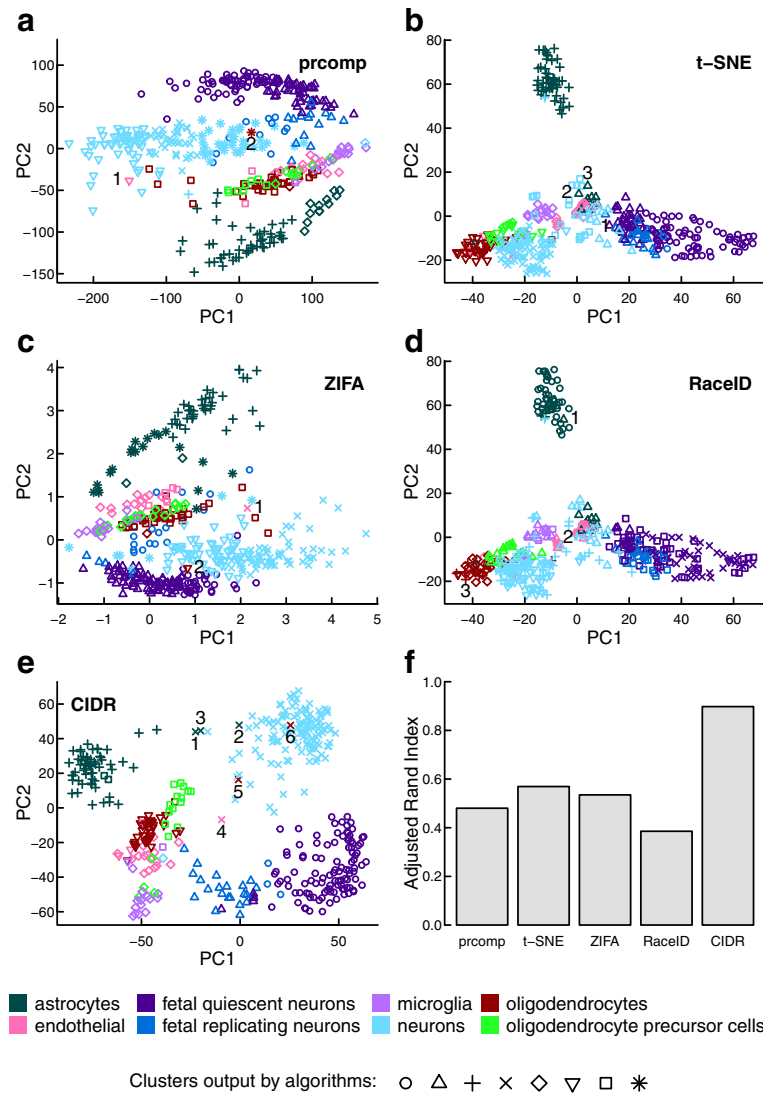 a
prcomp
PC2
100
50
0
−50
−100
−150
−200
−100
0
100
PC1
1
2
b
t−SNE
PC2
80
60
40
20
0
−20
−40
−20
0
20
40
60
PC1
3
2
1
c
ZIFA
PC2
4
3
2
1
0
−1
−2
−1
0
1
2
3
4
5
PC1
1
2
d
RaceID
PC2
80
60
40
20
0
−20
−40
−20
0
20
40
60
PC1
1
2
3
e
CIDR
PC2
60
40
20
0
−20
−40
−60
−50
0
50
PC1
3
1
2
6
5
4
f
Adjusted Rand Index
1.0
0.8
0.6
0.4
0.2
0.0
prcomp
t−SNE
ZIFA
RaceID
CIDR
astrocytes
fetal quiescent neurons
microglia
oligodendrocytes
endothelial
fetal replicating neurons
neurons
oligodendrocyte precursor cells
Clusters output by algorithms: